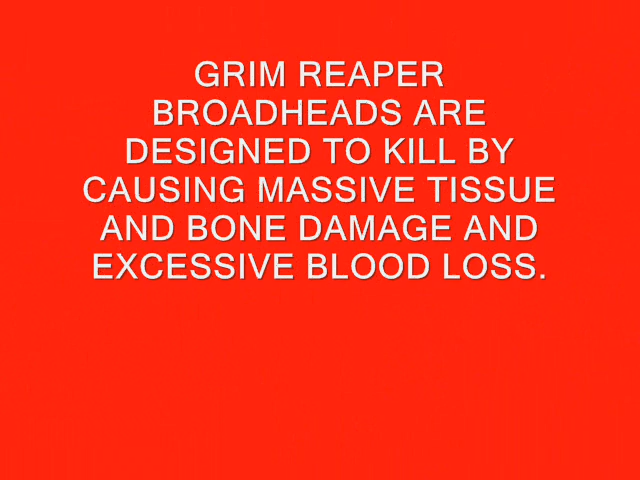 GRIM REAPER
BROADHEADS ARE
DESIGNED TO KILL BY
CAUSING MASSIVE TISSUE
AND BONE DAMAGE AND
EXCESSIVE BLOOD LOSS.